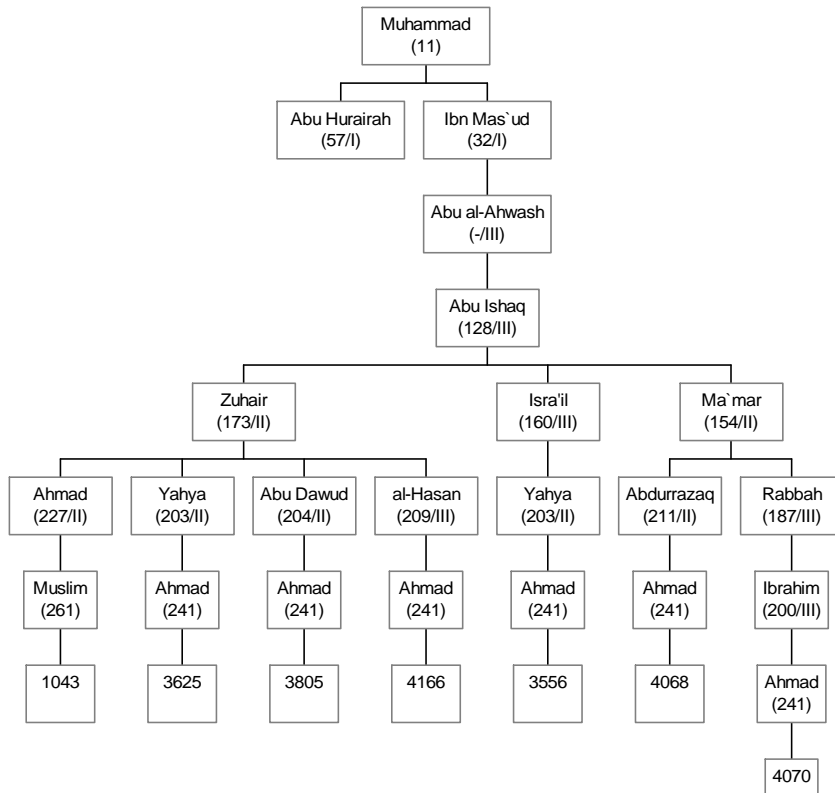 Muhammad
(11)
Abu Hurairah
(57/I)
Ibn Mas`ud
(32/I)
Abu al-Ahwash
(-/III)
Abu Ishaq
(128/III)
Zuhair
(173/II)
Isra'il
(160/III)
Ma`mar
(154/II)
Ahmad
(227/II)
Yahya
(203/II)
Abu Dawud
(204/II)
al-Hasan
(209/III)
Yahya
(203/II)
Abdurrazaq
(211/II)
Rabbah
(187/III)
Muslim
(261)
Ahmad
(241)
Ahmad
(241)
Ahmad
(241)
Ahmad
(241)
Ahmad
(241)
Ibrahim
(200/III)
1043
3625
3805
4166
3556
4068
Ahmad
(241)
4070